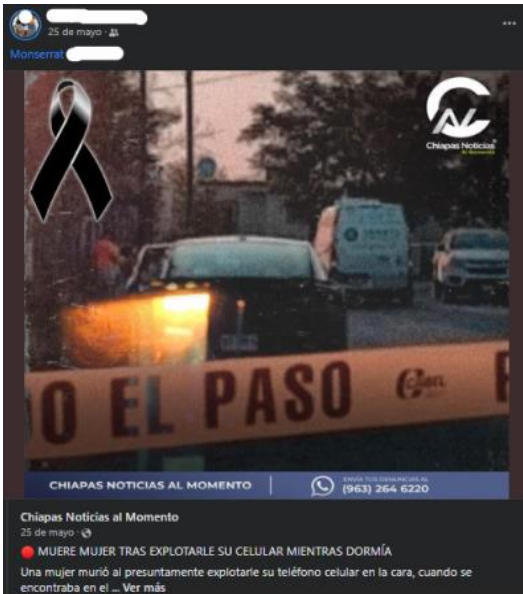 25 de mayo
Monserrat
Chiapas Noticias
Al Momento
O EL PASO
CHIAPAS NOTICIAS AL MOMENTO
ENVÍA TUS DENUNCIAS AL
(963) 264 6220
Chiapas Noticias al Momento
25 de mayo
MUERE MUJER TRAS EXPLOTARLE SU CELULAR MIENTRAS DORMÍA
Una mujer murió al presuntamente explotarle su teléfono celular en la cara, cuando se
encontraba en el ... Ver más